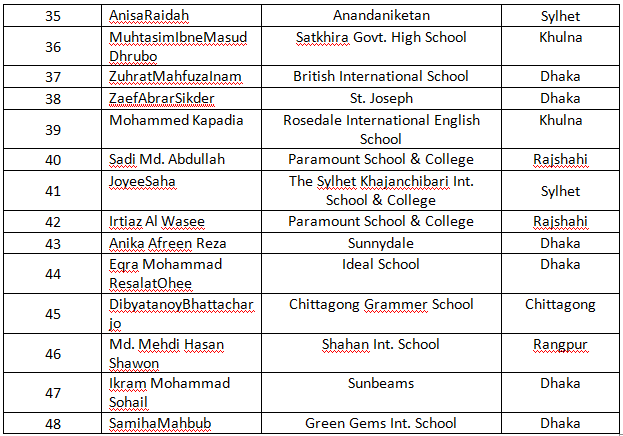 35 AnisaRaidah Anandaniketan Sylhet
36 MuhtasimIbneMasud Satkhira Govt. High School Khulna
Dhrubo
37 ZuhratMahfuzaInam British International School Dhaka
38 ZaefAbrarSikder St. Joseph Dhaka
39 Mohammed Kapadia Rosedale International English Khulna
School
40 Sadi Md. Abdullah Paramount School & College Rajshahi
41 JoyeeSaha The Sylhet Khajanchibari Int. Sylhet
School & College
42 Irtiaz Al Wasee Paramount School & College Rajshahi
43 Anika Afreen Reza Sunnydale Dhaka
44 Eqra Mohammad Ideal School Dhaka
ResalatOhee
45 DibyatanoyBhattachar Chittagong Grammer School Chittagong
jo
46 Md. Mehdi Hasan Shahan Int. School Rangpur
Shawon
47 Ikram Mohammad Sunbeams Dhaka
Sohail
48 SamihaMahbub Green Gems Int. School Dhaka